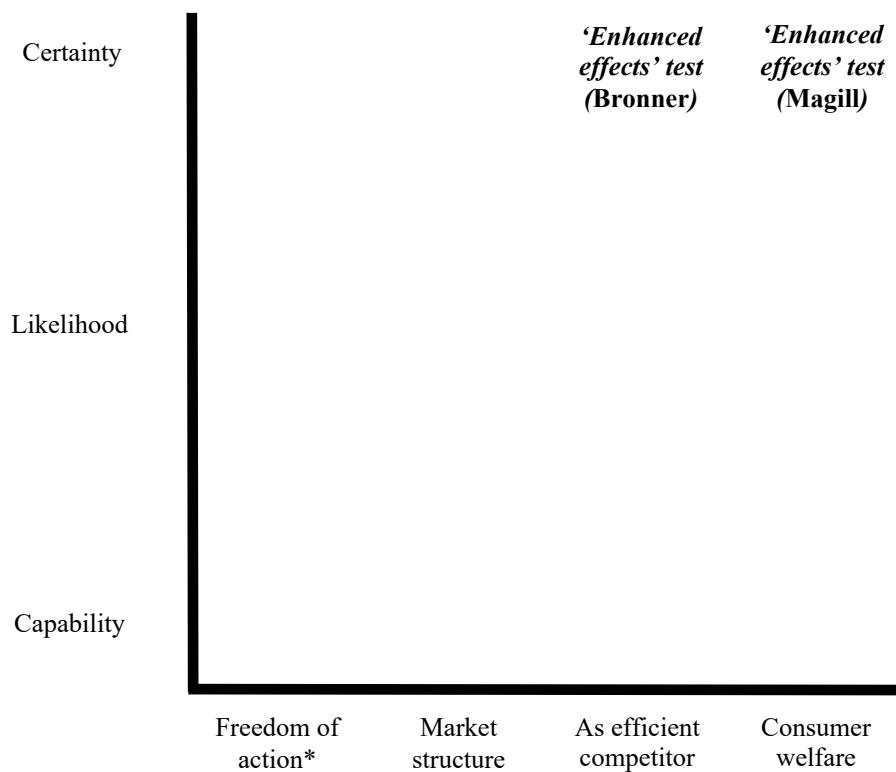 Certainty
‘Enhanced
effects’ test
(Bronner)
‘Enhanced
effects’ test
(Magill)
Likelihood
Capability
Freedom of
action*
Market
structure
As efficient
competitor
Consumer
welfare